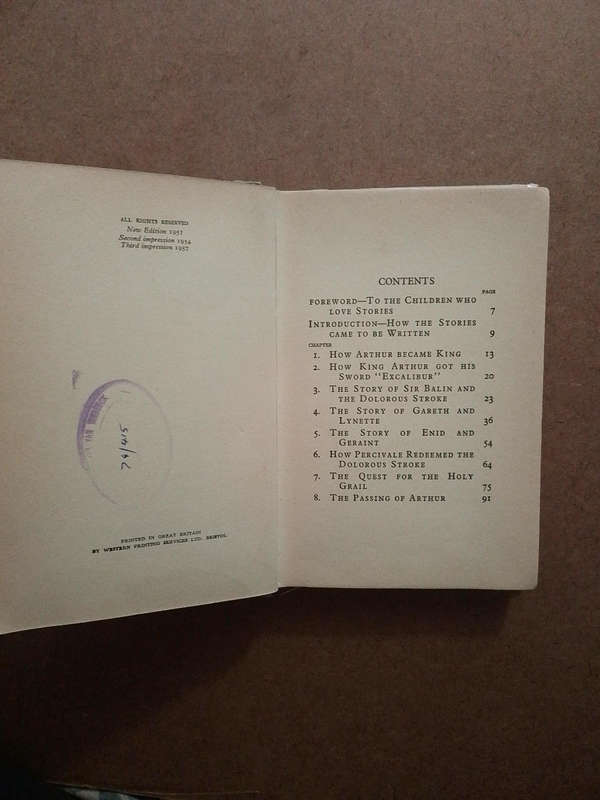 ALL RIGHTS RESERVED
New Edition 1951
Second impression 1954
Third impression 1957
29/4/5
PRINTED IN GREAT BRITAIN
BY WESTERN PRINTING SERVICES LTD. BRISTOL
CONTENTS
PAGE
FOREWORD—TO THE CHILDREN WHO
LOVE STORIES 7
INTRODUCTION—HOW THE STORIES
CAME TO BE WRITTEN 9
CHAPTER
1. HOW ARTHUR BECAME KING 13
2. HOW KING ARTHUR GOT HIS
SWORD "EXCALIBUR" 20
3. THE STORY OF SIR BALIN AND
THE DOLOROUS STROKE 23
4. THE STORY OF GARETH AND
LYNETTE 36
5. THE STORY OF ENID AND
GERAINT 54
6. HOW PERCIVALE REDEEMED THE
DOLOROUS STROKE 64
7. THE QUEST FOR THE HOLY
GRAIL 75
8. THE PASSING OF ARTHUR 91